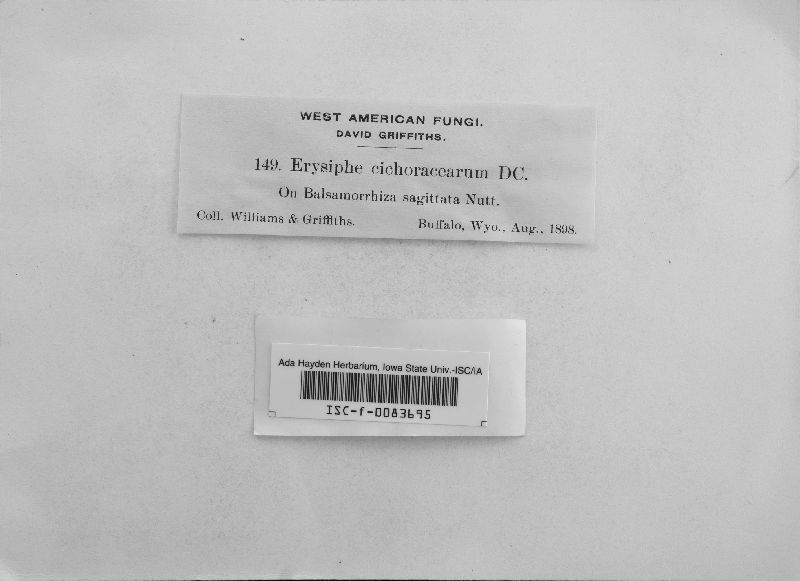 WEST AMERICAN FUNGI.
DAVID GRIFFITHS.
149. Erysiphe cichoracearum DC.
On Balsamorrhiza sagittata Nutt.
Coll. Williams & Griffiths. Buffalo, Wyo., Aug., 1898.
Ada Hayden Herbarium, Iowa State Univ.-ISC/IA
ISC-f-0083695